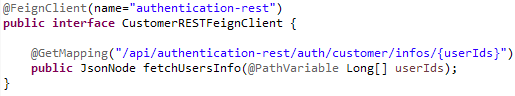 @FeignClient(name="authentication-rest")
public interface CustomerRESTFeignClient {
@GetMapping("/api/authentication-rest/auth/customer/infos/{userIds}")
public JsonNode fetchUsersInfo(@PathVariable Long[] userIds);
}